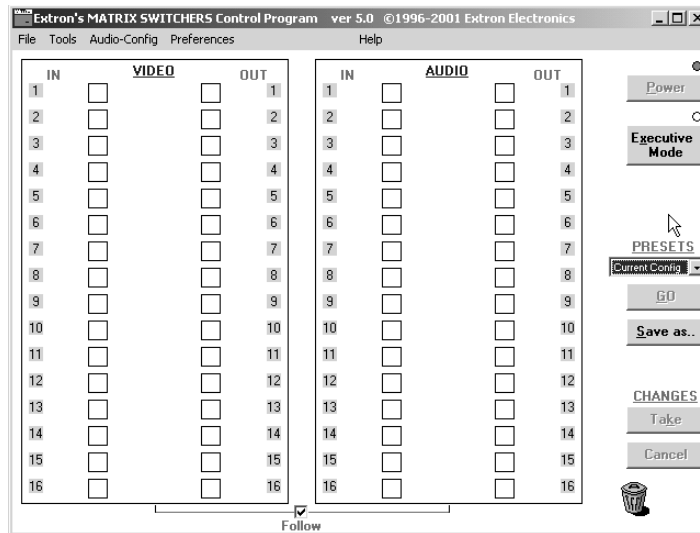 Extron's MATRIX SWITCHERS Control Program ver 5.0 ©1996-2001 Extron Electronics
File Tools Audio-Config Preferences Help
IN VIDEO OUT IN AUDIO OUT
1 1 1 1
2 2 2 2
3 3 3 3
4 4 4 4
5 5 5 5
6 6 6 6
7 7 7 7
8 8 8 8
9 9 9 9
10 10 10 10
11 11 11 11
12 12 12 12
13 13 13 13
14 14 14 14
15 15 15 15
16 16 16 16
Follow
Power
Executive
Mode
PRESETS
Current Config
GO
Save as..
CHANGES
Take
Cancel